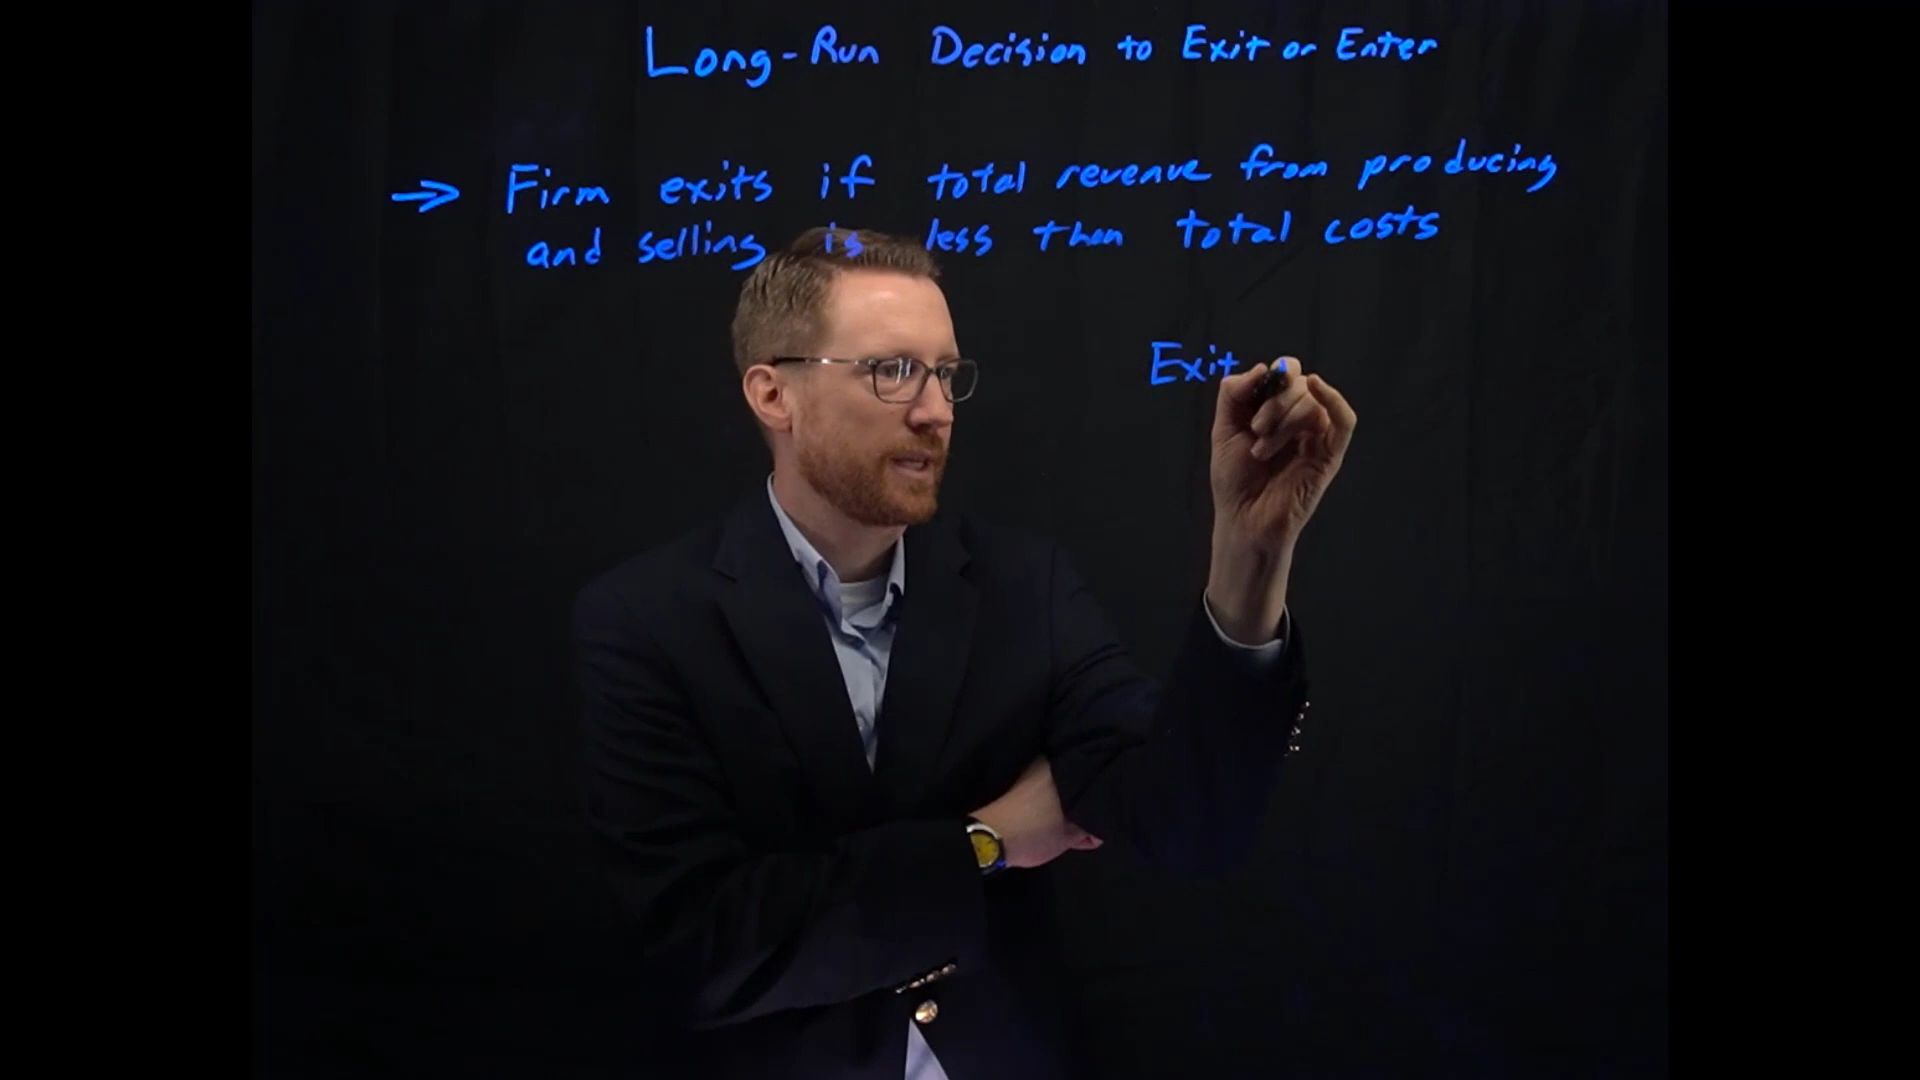 Long-Run Decision to Exit or Enter
→ Firm exits if total revenue from producing
and selling is less than total costs
Exit